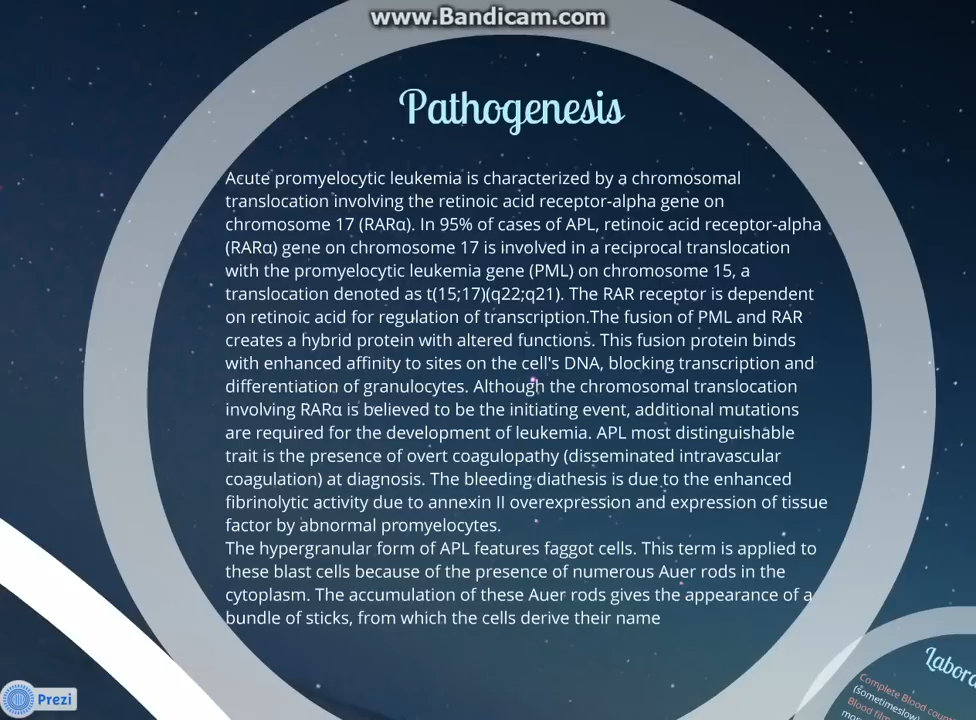 www.Bandicam.com
Pathogenesis
Acute promyelocytic leukemia is characterized by a chromosomal
translocation involving the retinoic acid receptor-alpha gene on
chromosome 17 (RARα). In 95% of cases of APL, retinoic acid receptor-alpha
(RARα) gene on chromosome 17 is involved in a reciprocal translocation
with the promyelocytic leukemia gene (PML) on chromosome 15, a
translocation denoted as t(15;17)(q22;q21). The RAR receptor is dependent
on retinoic acid for regulation of transcription.The fusion of PML and RAR
creates a hybrid protein with altered functions. This fusion protein binds
with enhanced affinity to sites on the cell's DNA, blocking transcription and
differentiation of granulocytes. Although the chromosomal translocation
involving RARα is believed to be the initiating event, additional mutations
are required for the development of leukemia. APL most distinguishable
trait is the presence of overt coagulopathy (disseminated intravascular
coagulation) at diagnosis. The bleeding diathesis is due to the enhanced
fibrinolytic activity due to annexin II overexpression and expression of tissue
factor by abnormal promyelocytes.
The hypergranular form of APL features faggot cells. This term is applied to
these blast cells because of the presence of numerous Auer rods in the
cytoplasm. The accumulation of these Auer rods gives the appearance of a
bundle of sticks, from which the cells derive their name
Complete Blood
(sometimes
Blood
Prezi